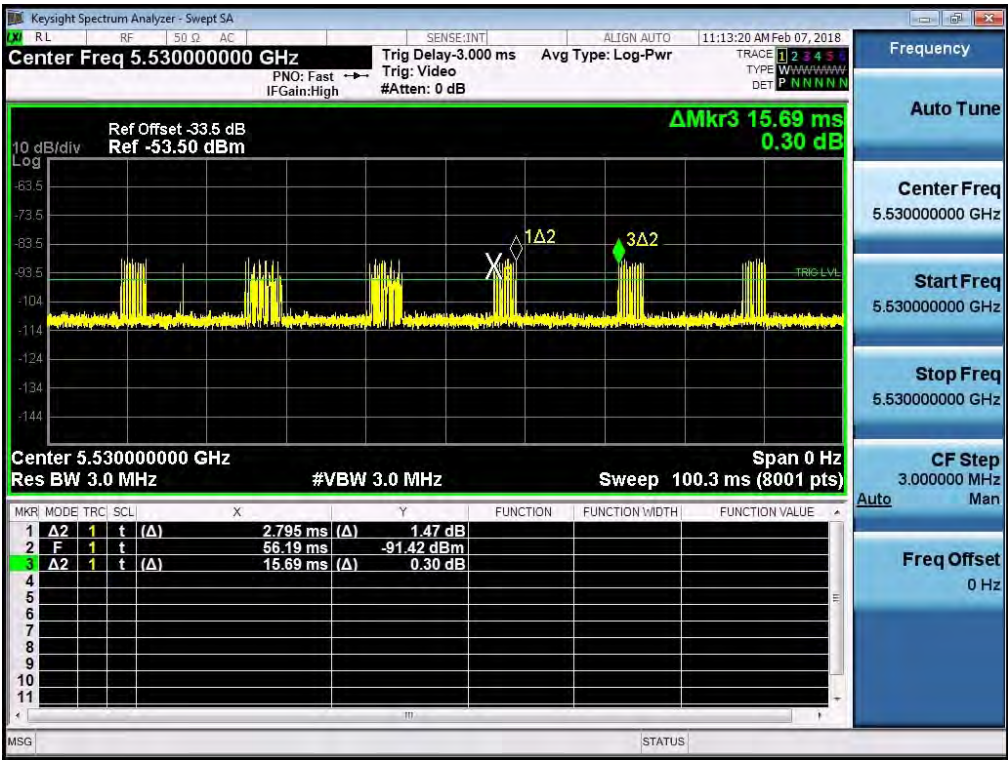 Keysight Spectrum Analyzer - Swept SA
RL RF 50 Ω AC SENSE:INT ALIGN AUTO 11:13:20 AM Feb 07, 2018
Center Freq 5.530000000 GHz
PNO: Fast
IFGain:High
Trig Delay-3.000 ms
Trig: Video
#Atten: 0 dB
Avg Type: Log-Pwr
TRACE 1 2 3 4 5 6
TYPE WWWWWW
DET P N N N N N
Ref Offset -33.5 dB
10 dB/div Ref -53.50 dBm
Log
ΔMkr3 15.69 ms
0.30 dB
-63.5
-73.5
-83.5
-93.5
-104
-114
-124
-134
-144
1Δ2
3Δ2
TRIG LVL
Center 5.530000000 GHz Span 0 Hz
Res BW 3.0 MHz #VBW 3.0 MHz Sweep 100.3 ms (8001 pts)
MKR MODE TRC SCL X Y FUNCTION FUNCTION WIDTH FUNCTION VALUE
1 Δ2 1 t (Δ) 2.795 ms (Δ) 1.47 dB
2 F 1 t 56.19 ms -91.42 dBm
3 Δ2 1 t (Δ) 15.69 ms (Δ) 0.30 dB
4
5
6
7
8
9
10
11
MSG STATUS
Frequency
Auto Tune
Center Freq
5.530000000 GHz
Start Freq
5.530000000 GHz
Stop Freq
5.530000000 GHz
CF Step
3.000000 MHz
Auto Man
Freq Offset
0 Hz